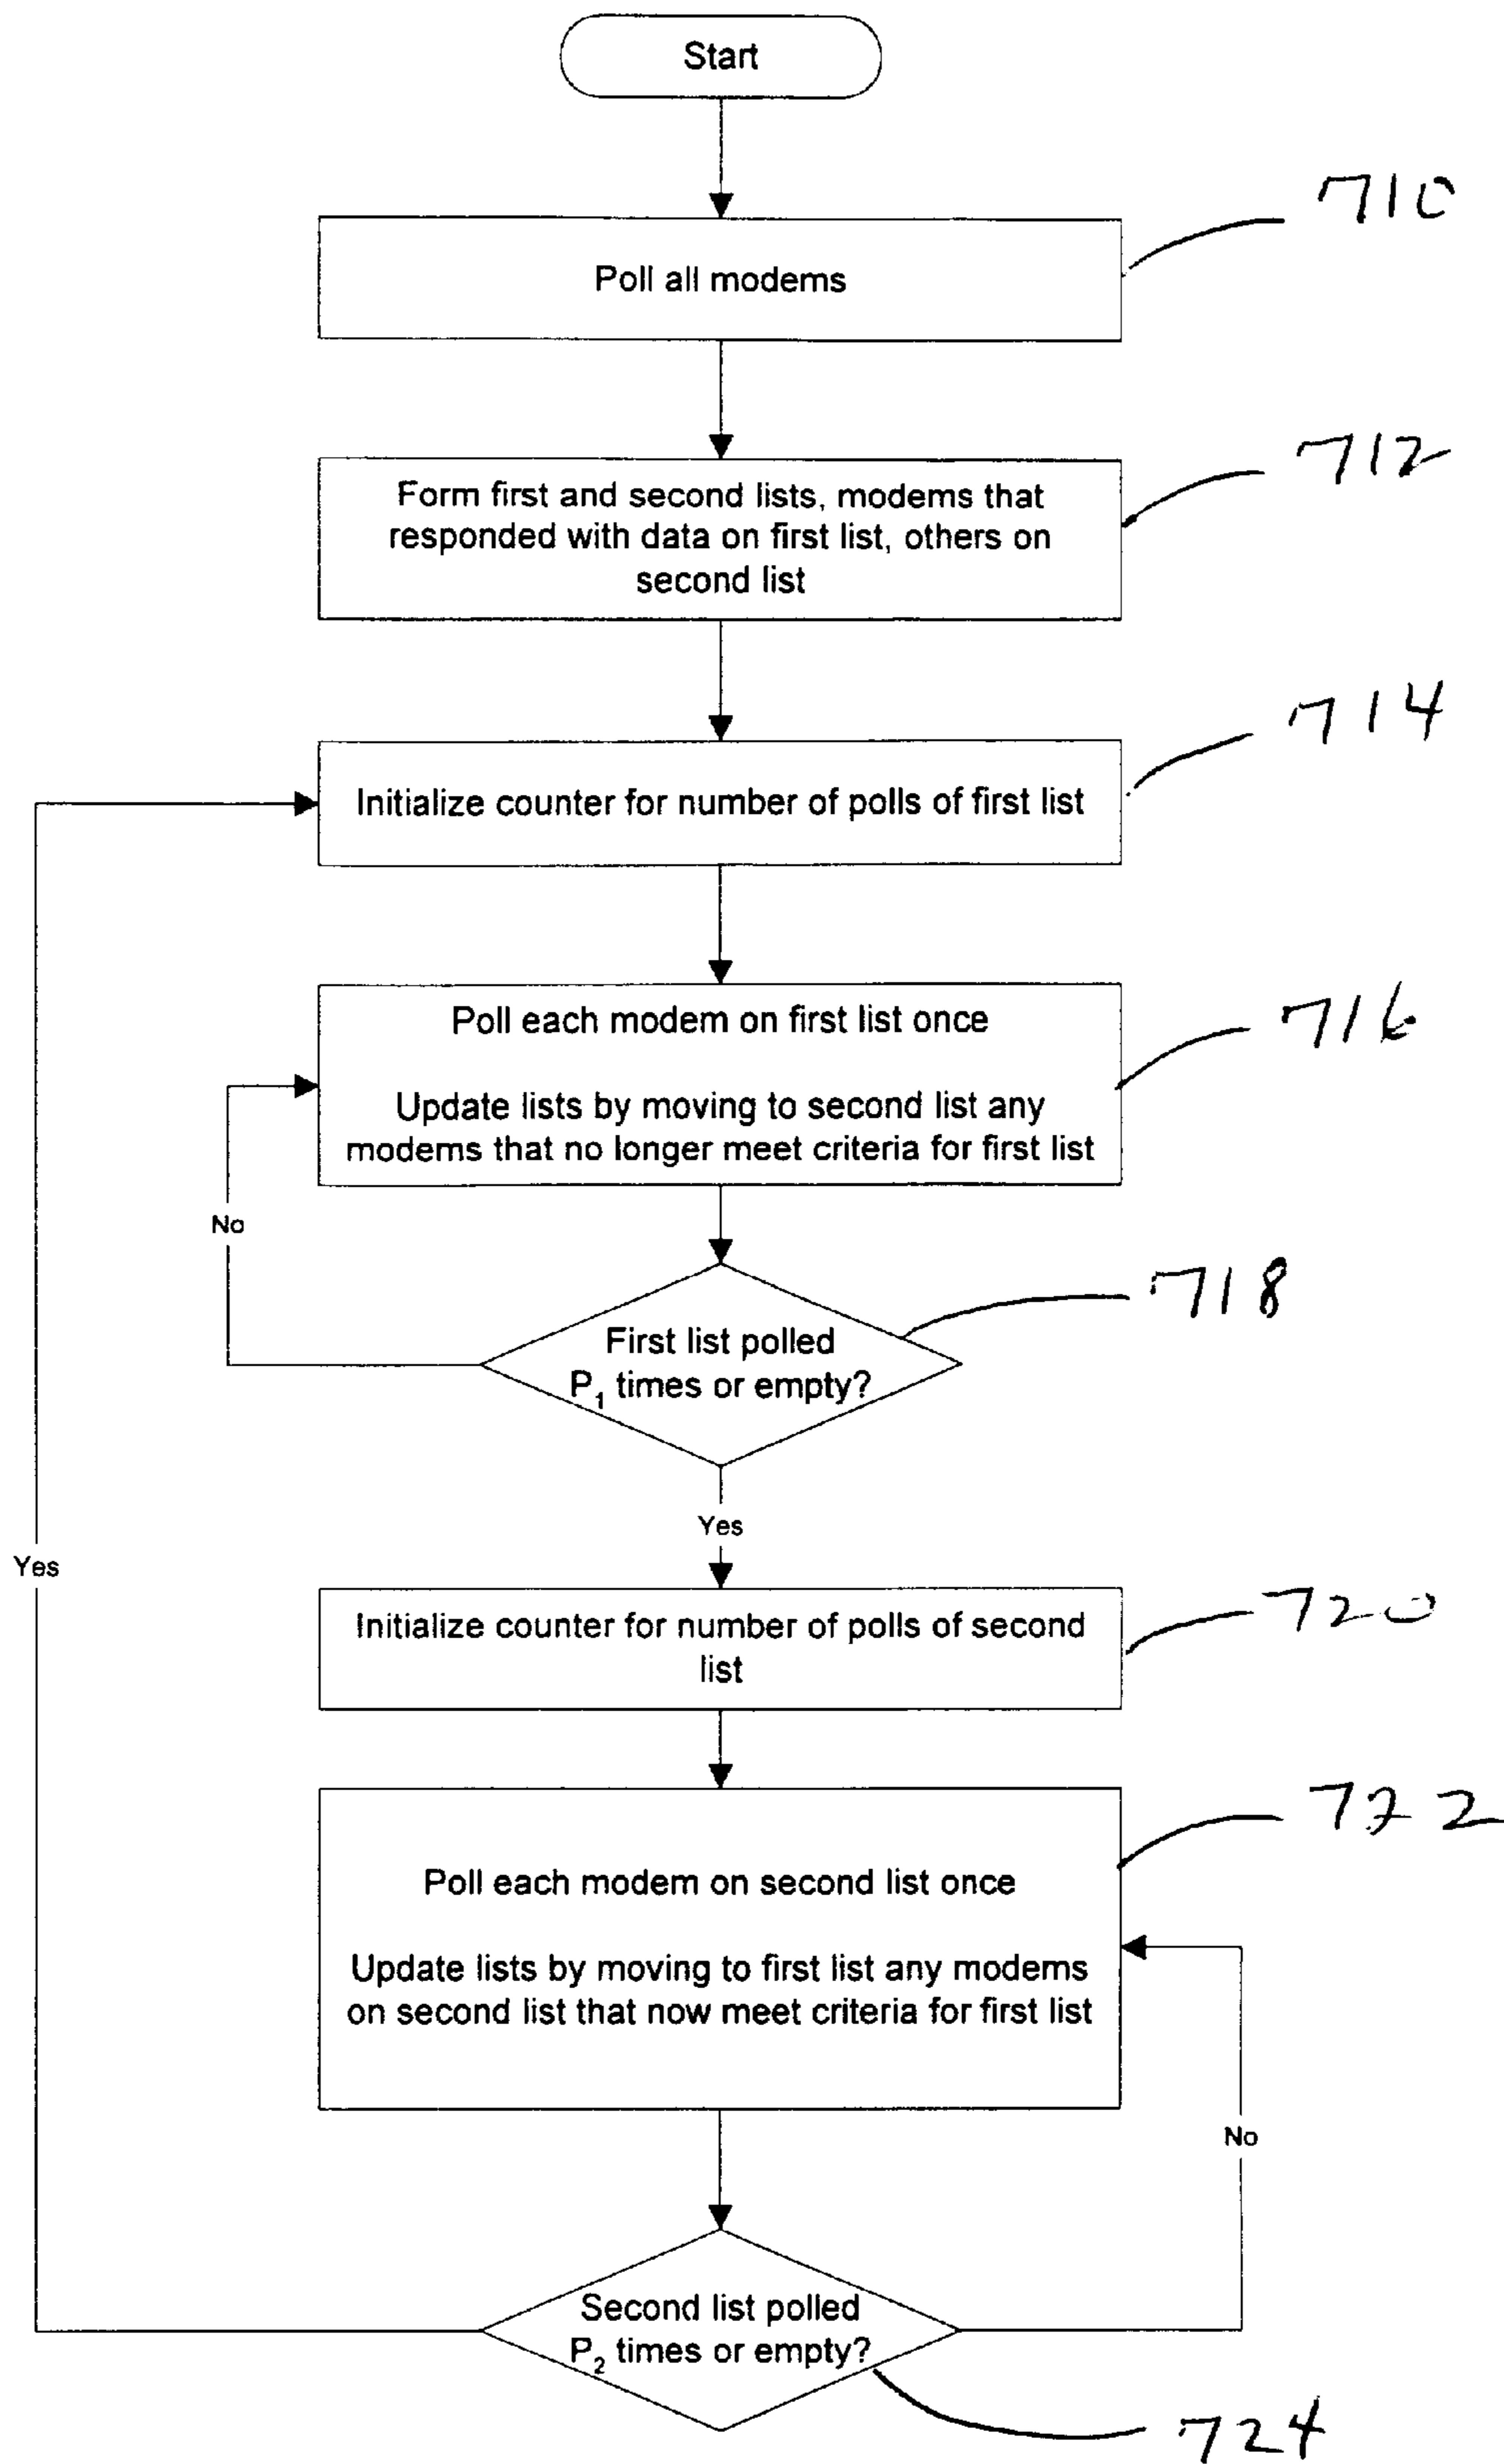 Start
710
Poll all modems
712
Form first and second lists, modems that
responded with data on first list, others on
second list
714
Initialize counter for number of polls of first list
716
Poll each modem on first list once
Update lists by moving to second list any
modems that no longer meet criteria for first list
No
718
First list polled
P₁ times or empty?
Yes
Yes
720
Initialize counter for number of polls of second
list
722
Poll each modem on second list once
Update lists by moving to first list any modems
on second list that now meet criteria for first list
No
Second list polled
P₂ times or empty?
724